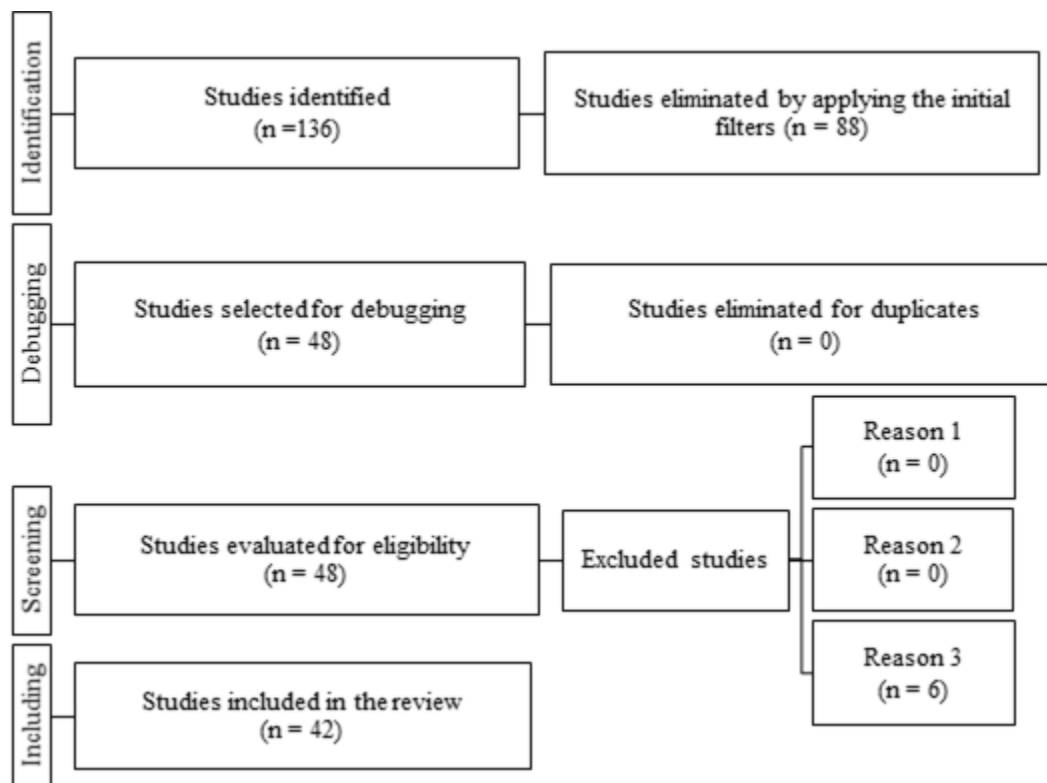 Identification
Studies identified
(n =136)
Studies eliminated by applying the initial
filters (n = 88)
Debugging
Studies selected for debugging
(n = 48)
Studies eliminated for duplicates
(n = 0)
Screening
Studies evaluated for eligibility
(n = 48)
Excluded studies
Reason 1
(n = 0)
Reason 2
(n = 0)
Reason 3
(n = 6)
Including
Studies included in the review
(n = 42)